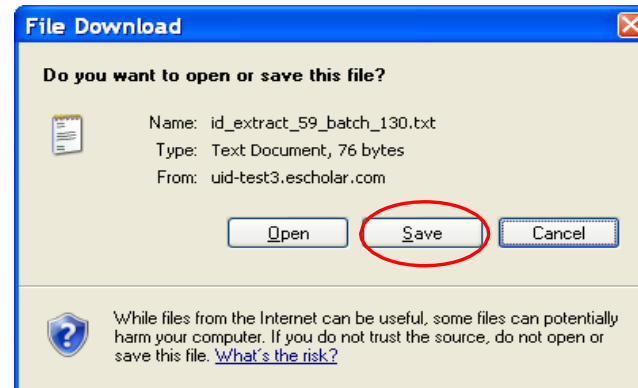 File Download
Do you want to open or save this file?
Name: id_extract_59_batch_130.txt
Type: Text Document, 76 bytes
From: uid-test3.escholar.com
Open Save Cancel
While files from the Internet can be useful, some files can potentially
harm your computer. If you do not trust the source, do not open or
save this file. What's the risk?